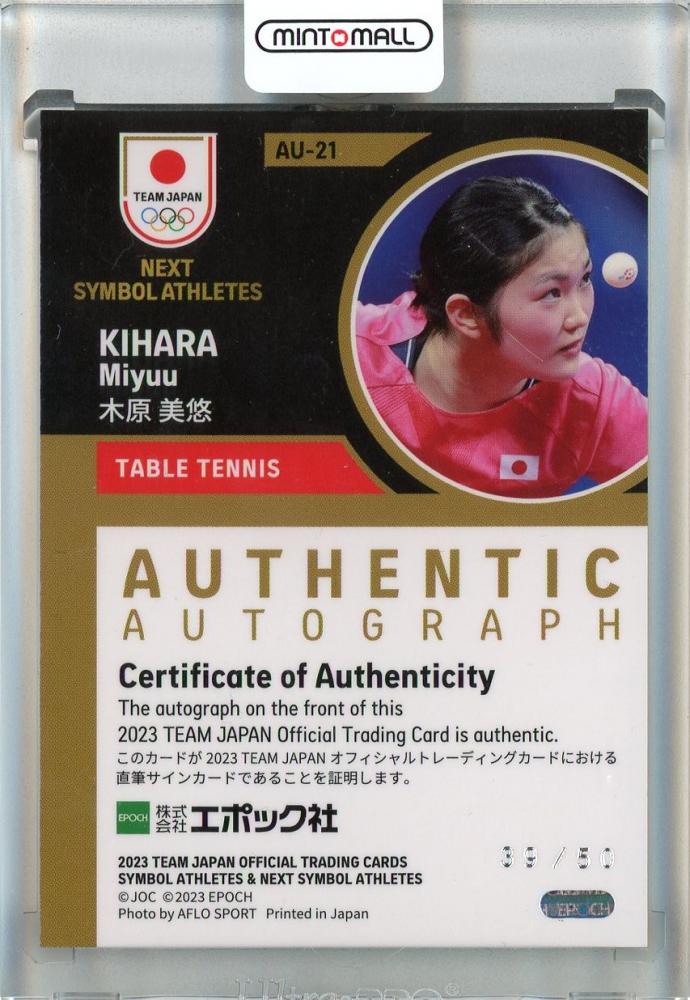 MINT MALL
AU-21
TEAM JAPAN
NEXT
SYMBOL ATHLETES
KIHARA
Miyuu
木原 美悠
TABLE TENNIS
AUTHENTIC
AUTOGRAPH
Certificate of Authenticity
The autograph on the front of this
2023 TEAM JAPAN Official Trading Card is authentic.
このカードが 2023 TEAM JAPAN オフィシャルトレーディングカードにおける
直筆サインカードであることを証明します。
EPOCH 株式会社 エポック社
39/50
2023 TEAM JAPAN OFFICIAL TRADING CARDS
SYMBOL ATHLETES & NEXT SYMBOL ATHLETES
©JOC ©2023 EPOCH
Photo by AFLO SPORT Printed in Japan
EPOCH